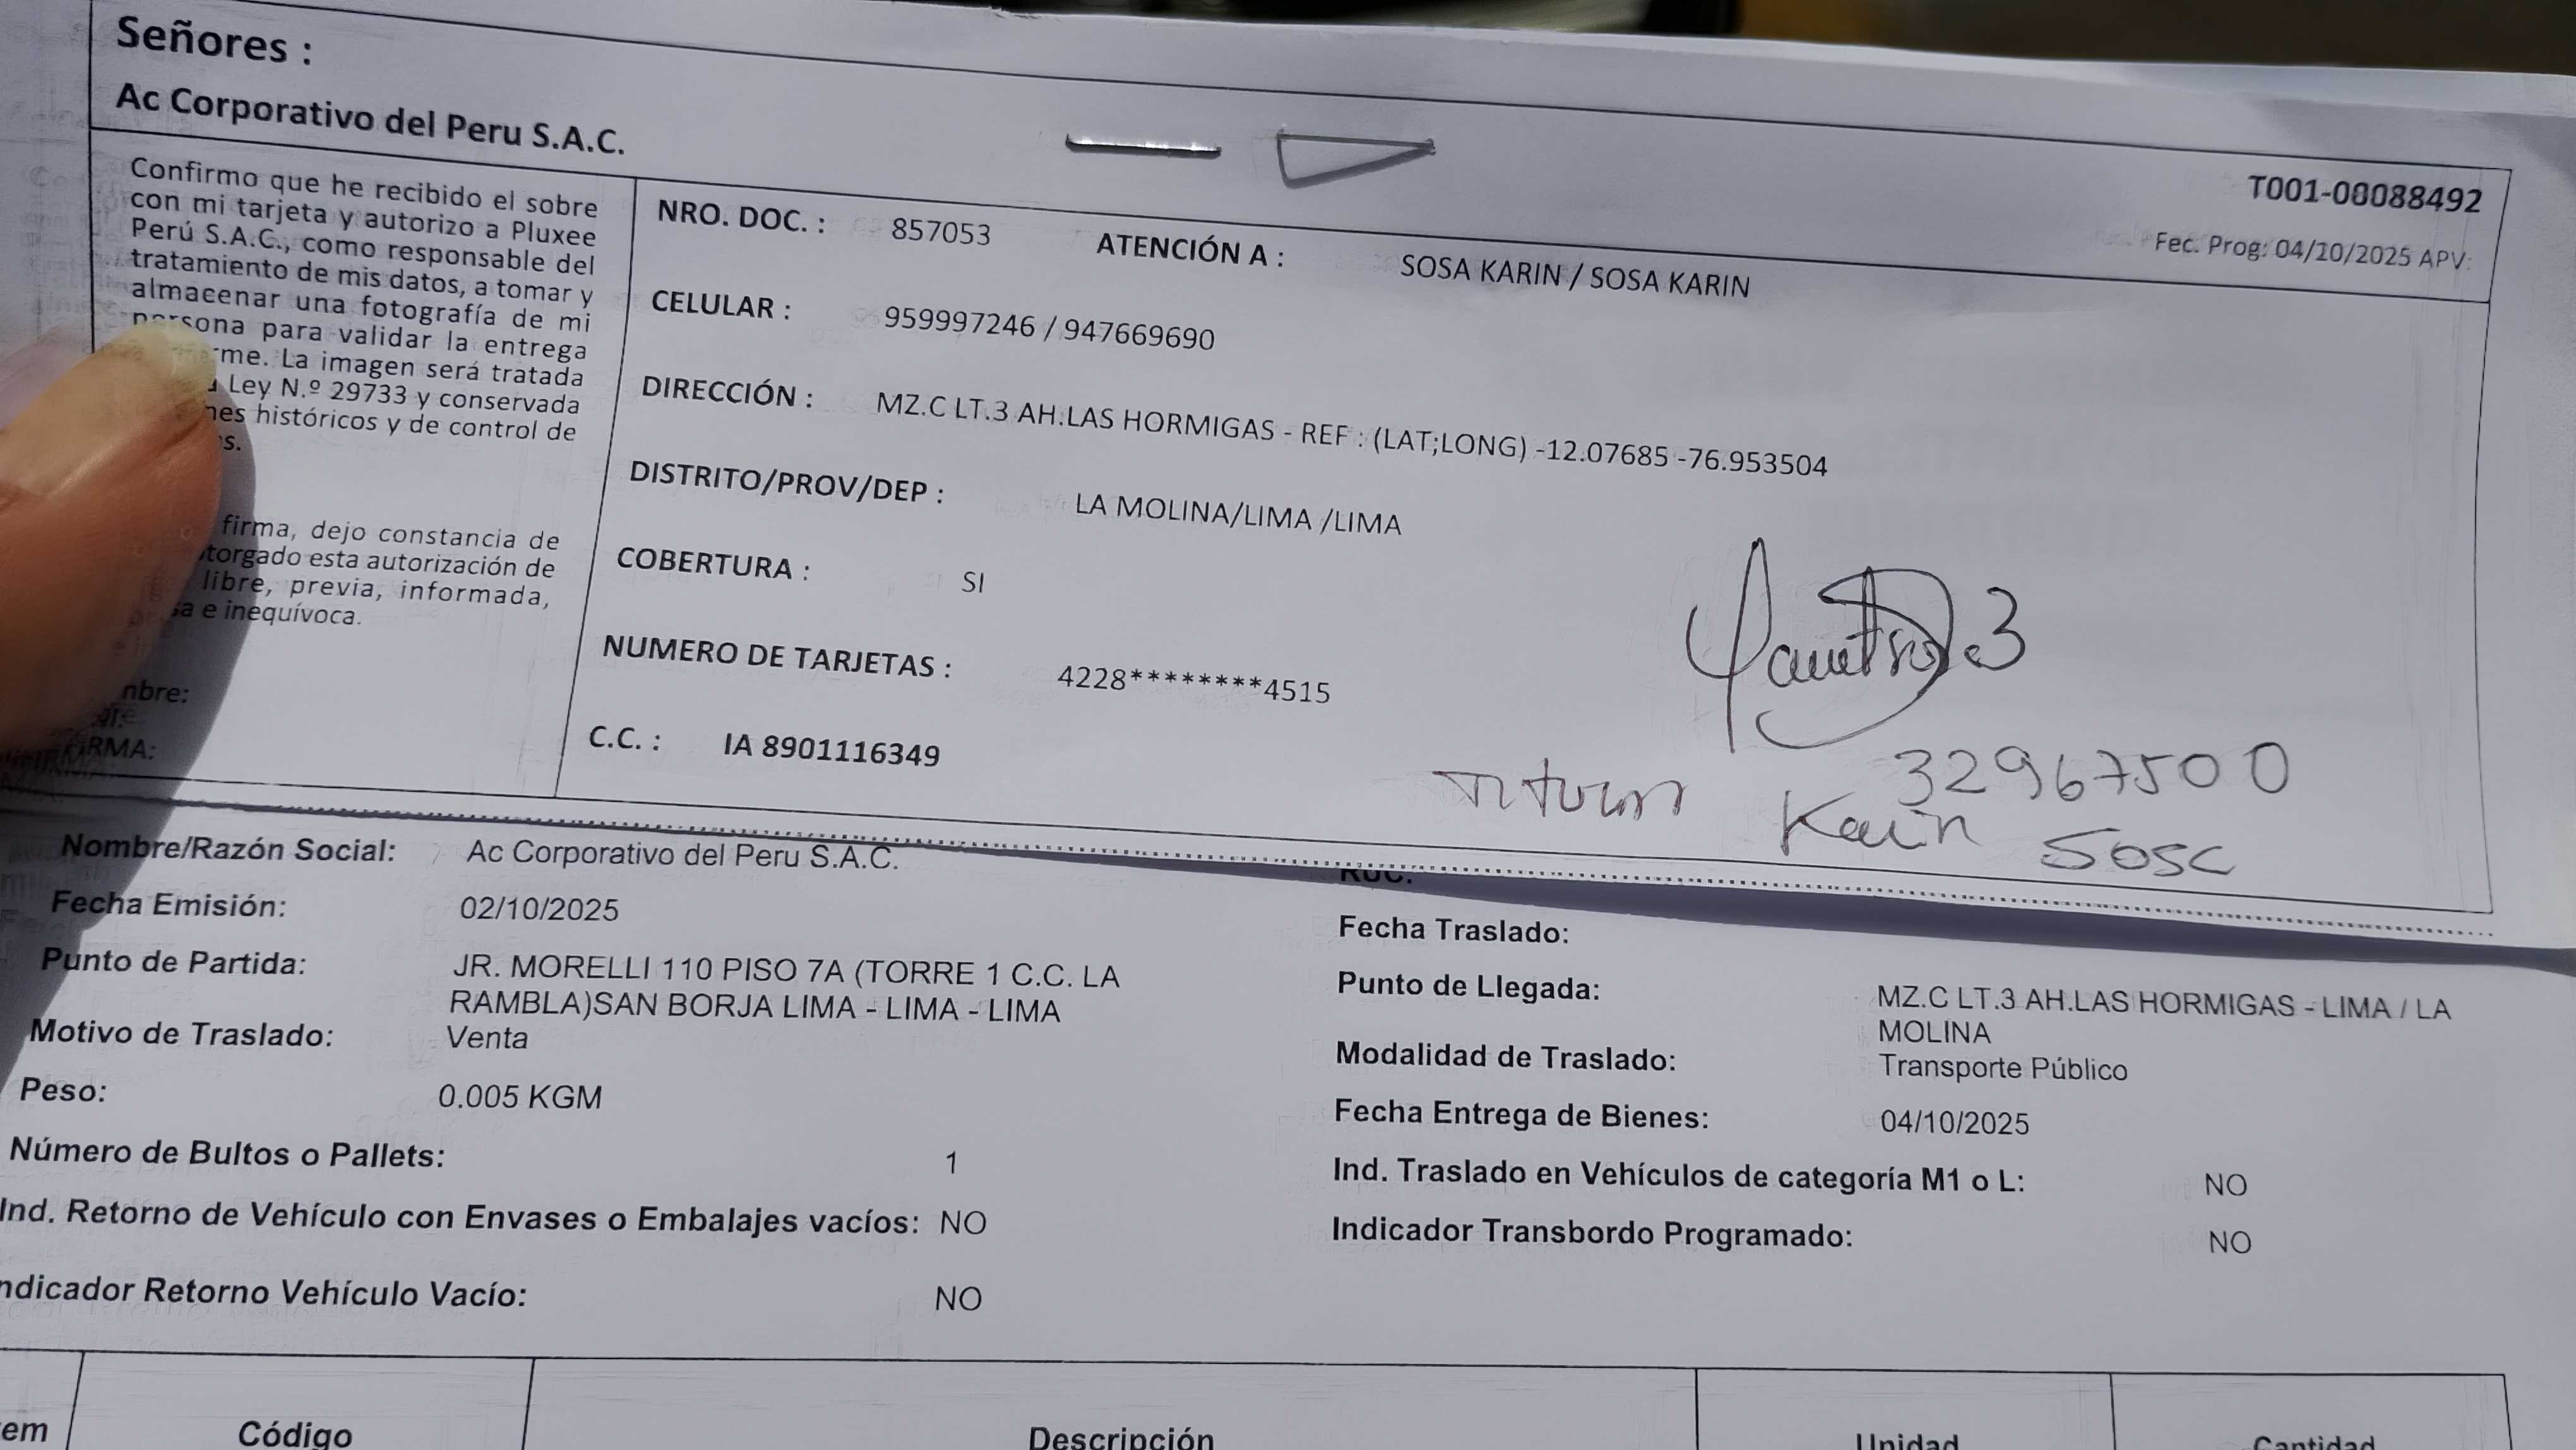 Señores :
Ac Corporativo del Peru S.A.C.
T001-00088492
Fec. Prog: 04/10/2025 APV:
Confirmo que he recibido el sobre
con mi tarjeta y autorizo a Pluxee
Perú S.A.C., como responsable del
tratamiento de mis datos, a tomar y
almacenar una fotografía de mi
persona para validar la entrega
me. La imagen será tratada
Ley N.º 29733 y conservada
nes históricos y de control de
s.
firma, dejo constancia de
torgado esta autorización de
libre, previa, informada,
sa e inequívoca.
nbre:
RMA:
NRO. DOC. : 857053 ATENCIÓN A : SOSA KARIN / SOSA KARIN
CELULAR : 959997246 / 947669690
DIRECCIÓN : MZ.C LT.3 AH.LAS HORMIGAS - REF : (LAT;LONG) -12.07685 -76.953504
DISTRITO/PROV/DEP : LA MOLINA/LIMA /LIMA
COBERTURA : SI
NUMERO DE TARJETAS : 4228********4515
C.C. : IA 8901116349
32967500
Karin Sosa
Nombre/Razón Social: Ac Corporativo del Peru S.A.C.
RUC:
Fecha Emisión: 02/10/2025
Fecha Traslado:
Punto de Partida: JR. MORELLI 110 PISO 7A (TORRE 1 C.C. LA
RAMBLA)SAN BORJA LIMA - LIMA - LIMA
Punto de Llegada: MZ.C LT.3 AH.LAS HORMIGAS - LIMA / LA
MOLINA
Motivo de Traslado: Venta
Modalidad de Traslado: Transporte Público
Peso: 0.005 KGM
Fecha Entrega de Bienes: 04/10/2025
Número de Bultos o Pallets: 1
Ind. Traslado en Vehículos de categoría M1 o L: NO
Ind. Retorno de Vehículo con Envases o Embalajes vacíos: NO
Indicador Transbordo Programado: NO
ndicador Retorno Vehículo Vacío: NO
em Código Descripción Unidad Cantidad